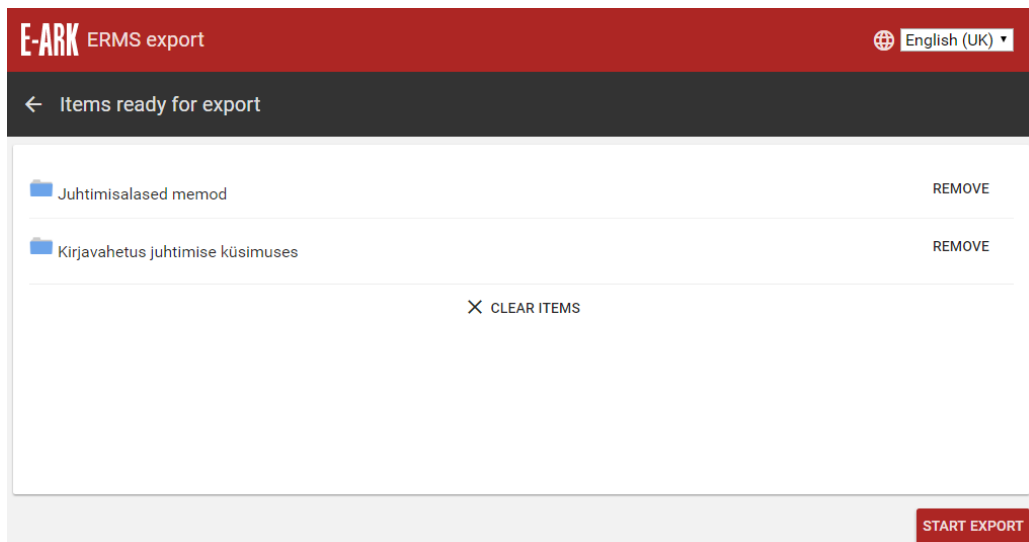 E-ARK ERMS export English (UK)
Items ready for export
Juhtimisalased memod REMOVE
Kirjavahetus juhtimise küsimuses REMOVE
CLEAR ITEMS
START EXPORT